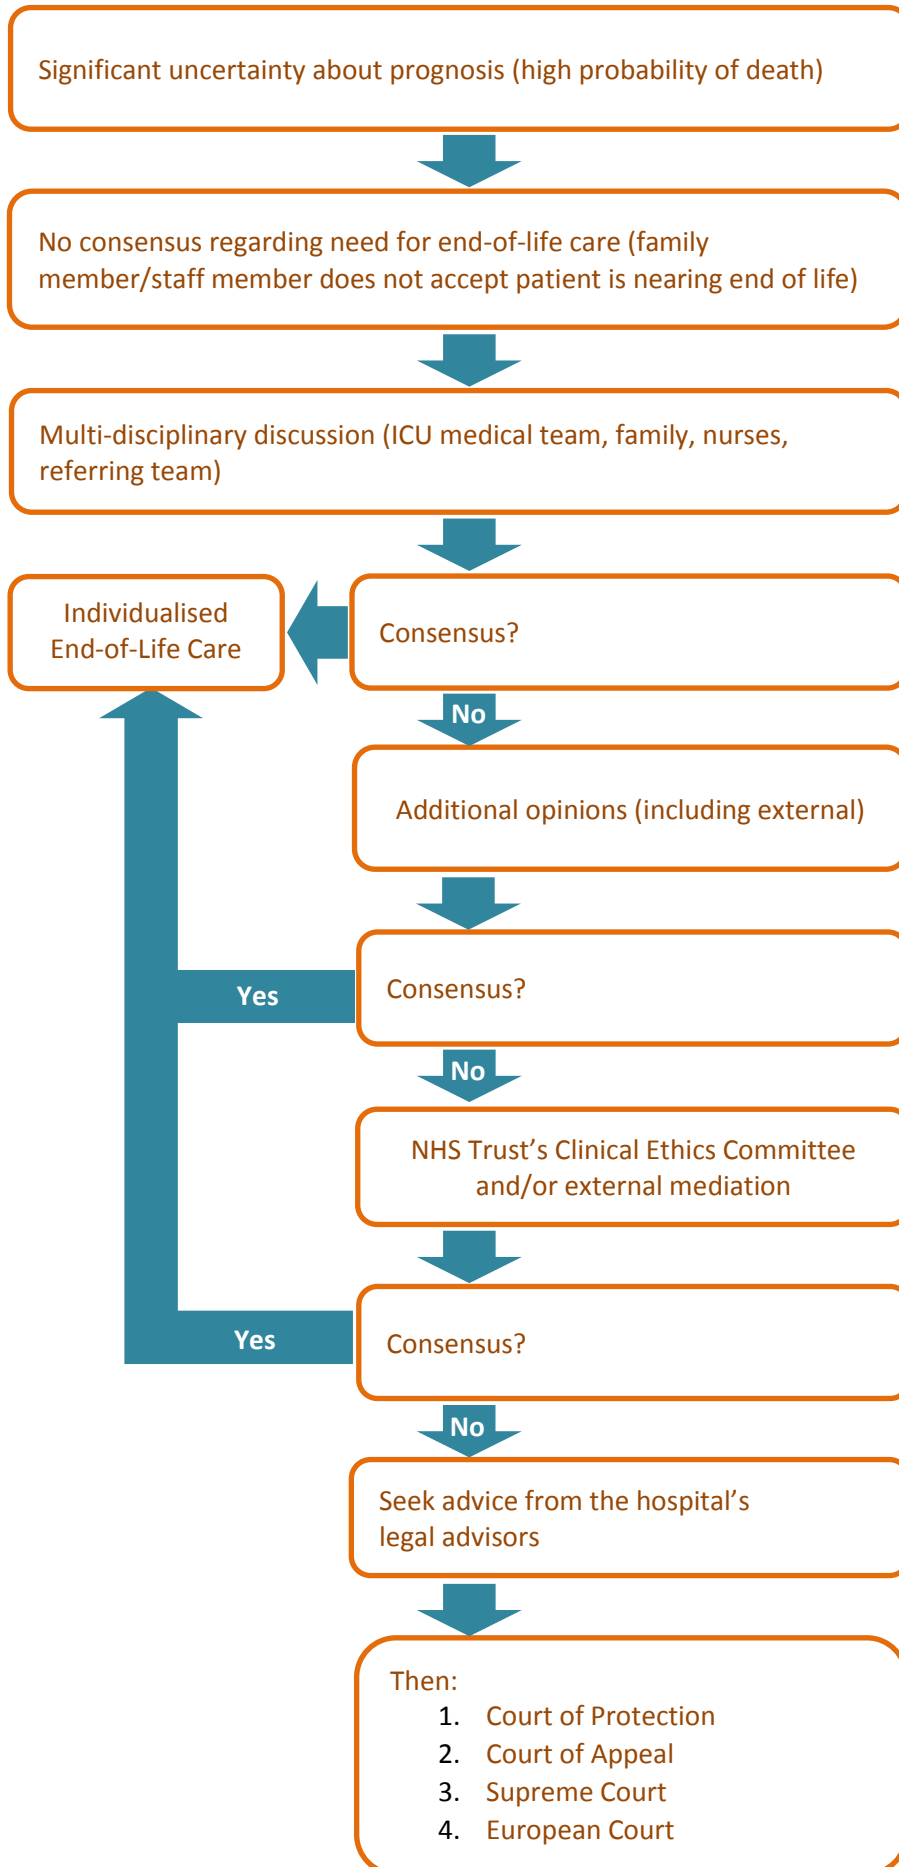 Significant uncertainty about prognosis (high probability of death)
No consensus regarding need for end-of-life care (family
member/staff member does not accept patient is nearing end of life)
Multi-disciplinary discussion (ICU medical team, family, nurses,
referring team)
Individualised
End-of-Life Care
Consensus?
No
Additional opinions (including external)
Consensus?
Yes
No
NHS Trust’s Clinical Ethics Committee
and/or external mediation
Consensus?
Yes
No
Seek advice from the hospital’s
legal advisors
Then:
1. Court of Protection
2. Court of Appeal
3. Supreme Court
4. European Court